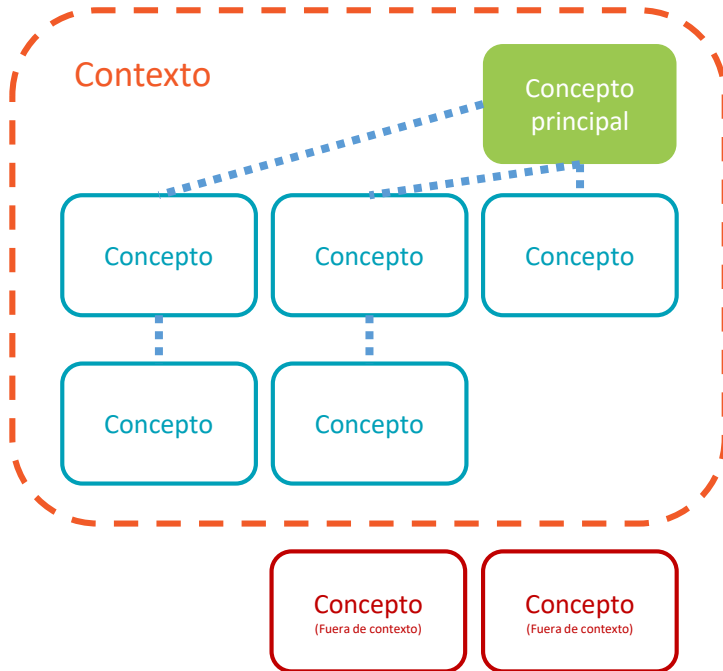 Contexto
Concepto
principal
Concepto
Concepto
Concepto
Concepto
Concepto
Concepto
(Fuera de contexto)
Concepto
(Fuera de contexto)